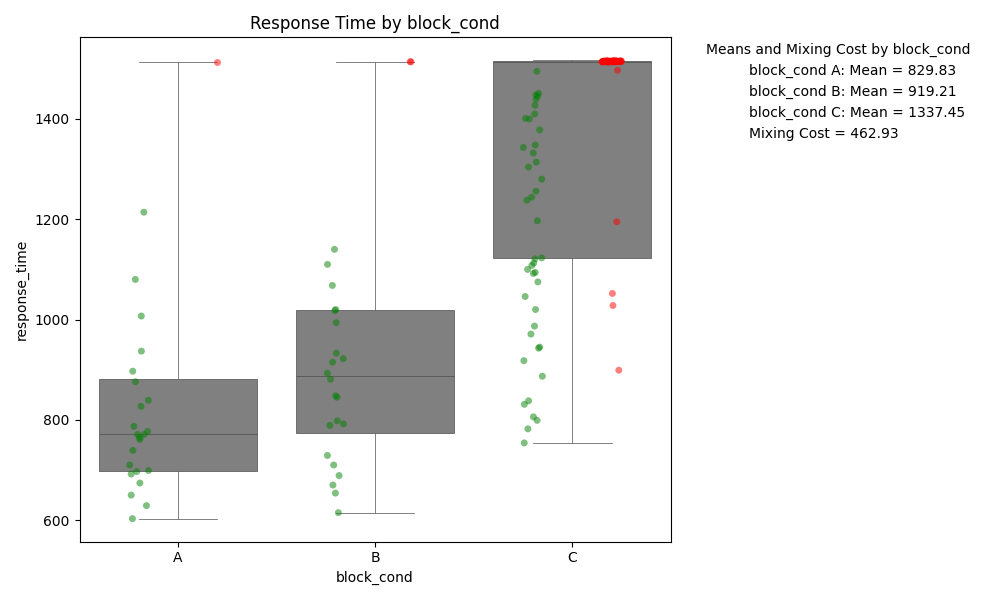 Response Time by block_cond
Means and Mixing Cost by block_cond
block_cond A: Mean = 829.83
block_cond B: Mean = 919.21
block_cond C: Mean = 1337.45
Mixing Cost = 462.93
response_time
1400
1200
1000
800
600
A
B
C
block_cond